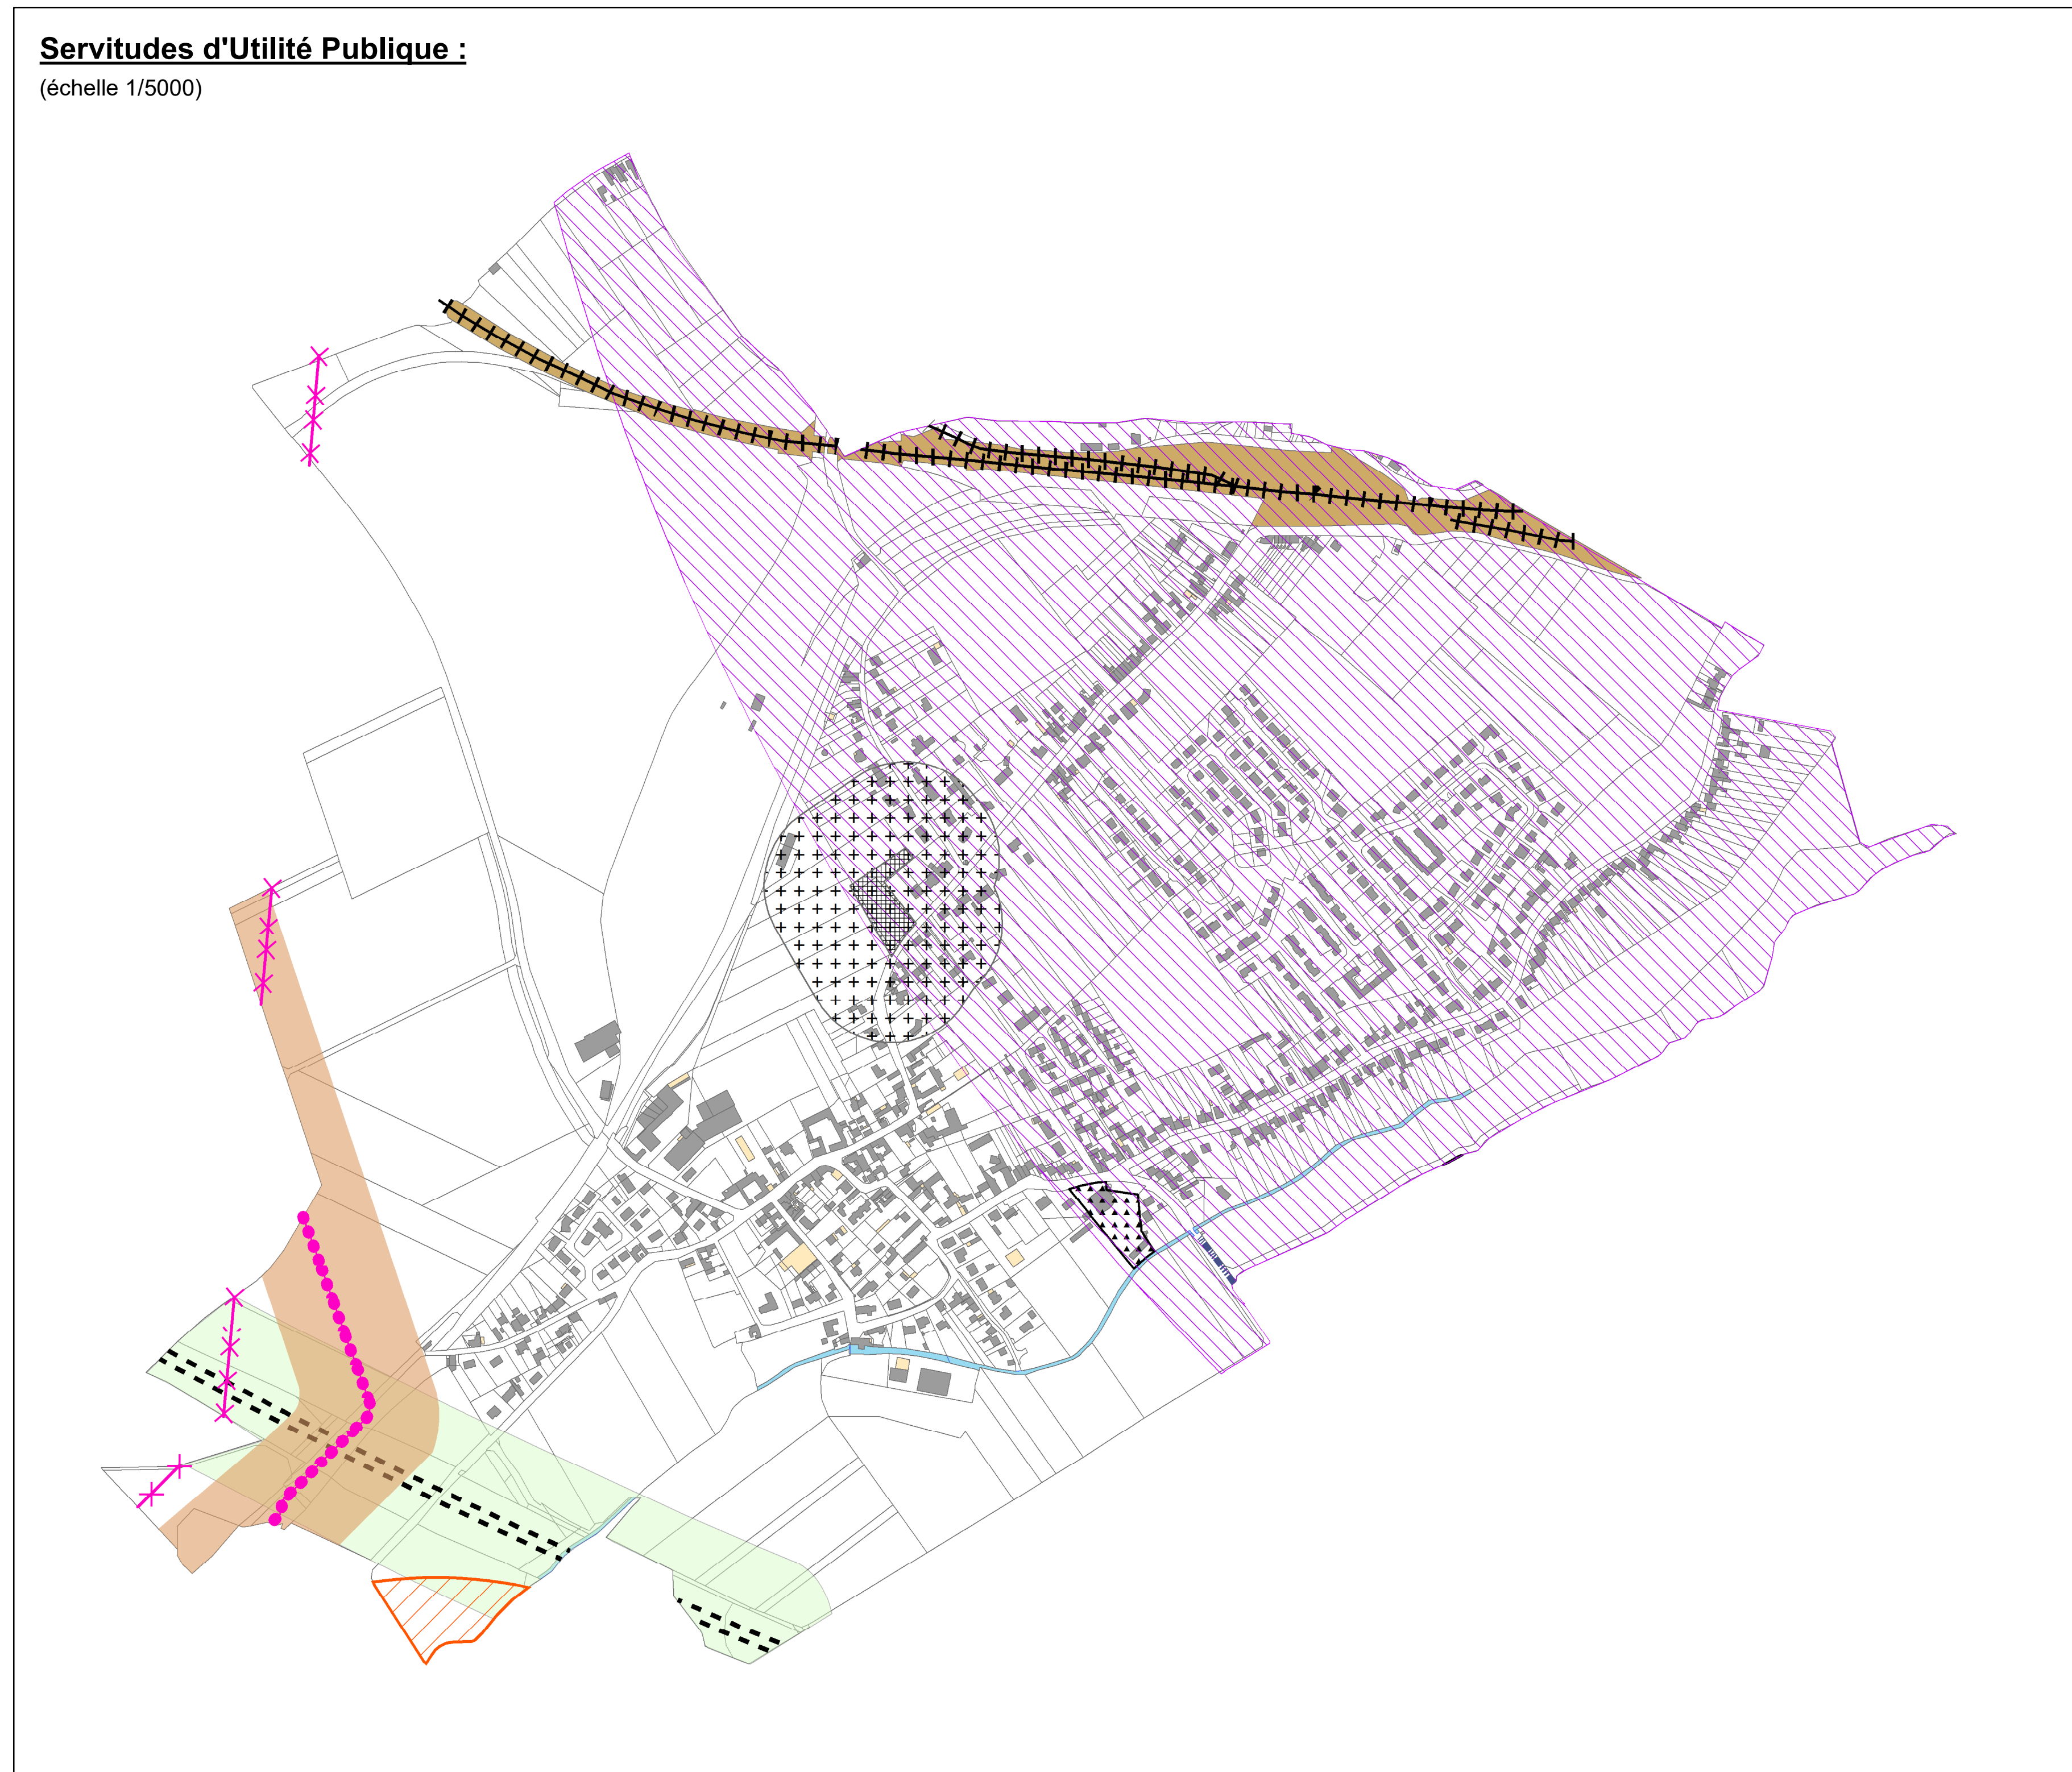 Servitudes d'Utilité Publique :
(échelle 1/5000)